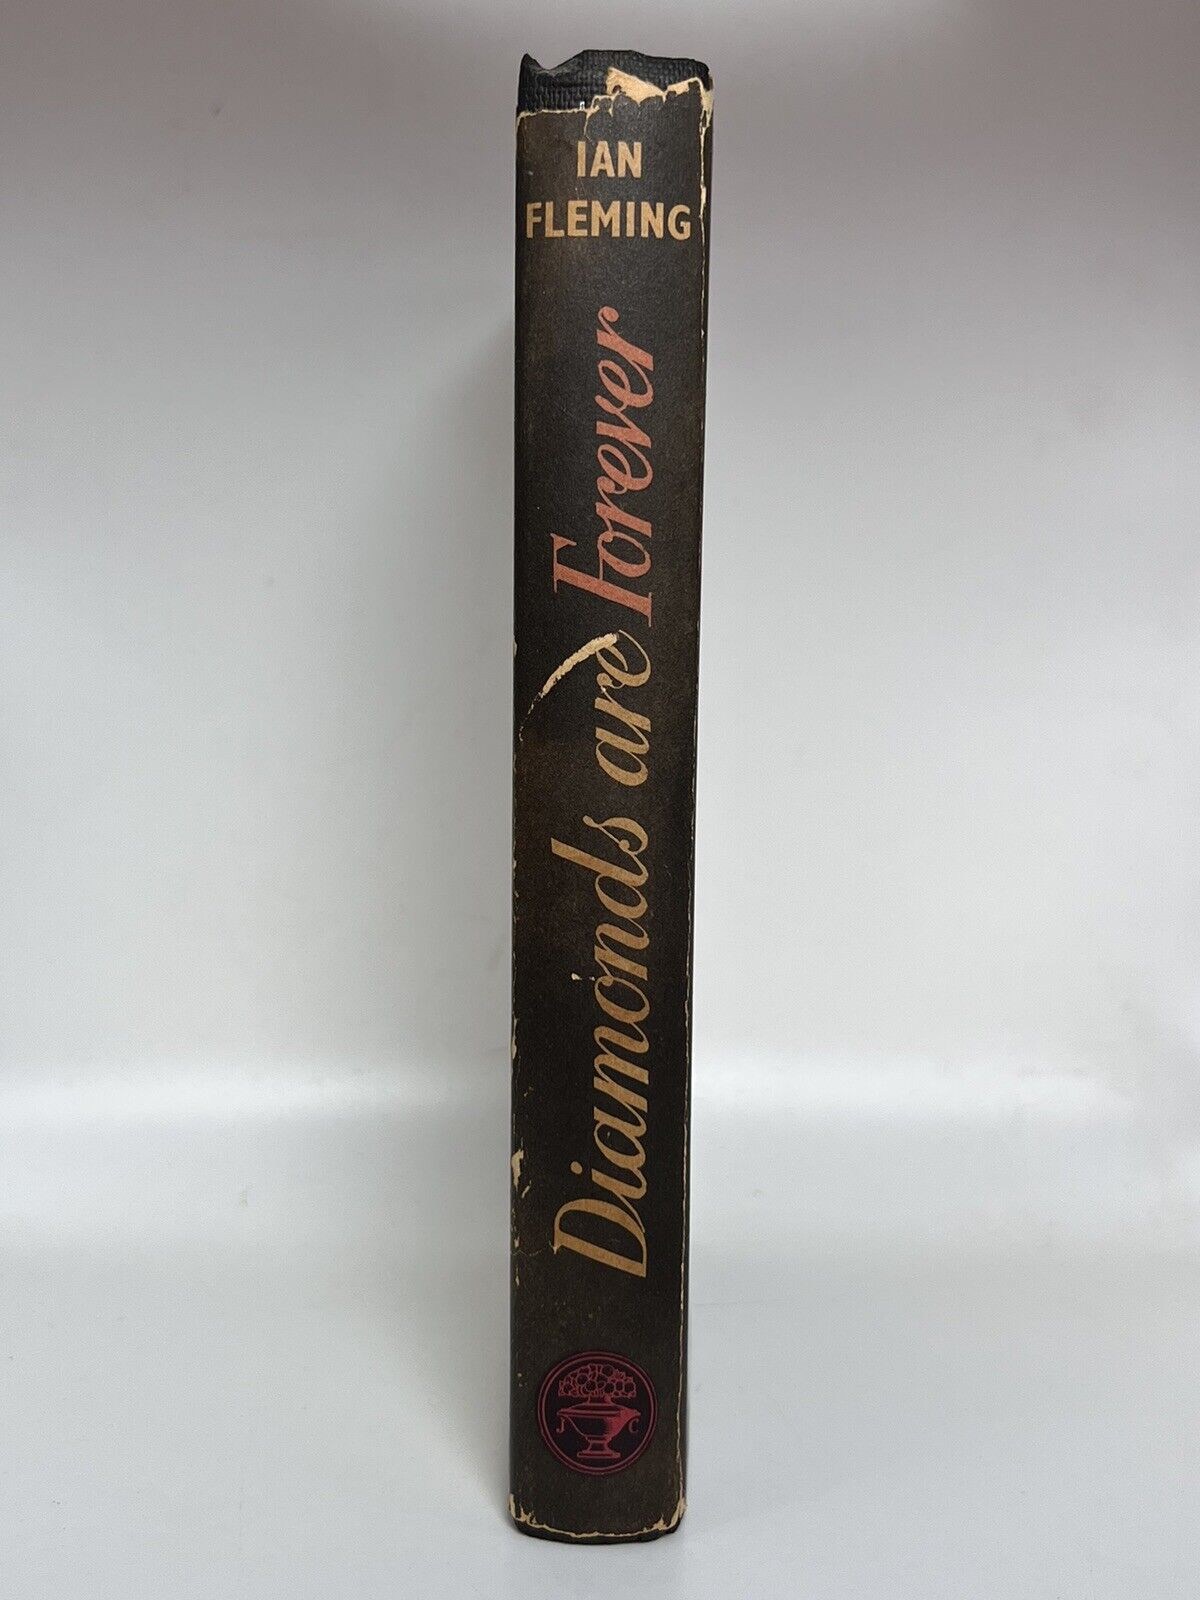 IAN
FLEMING
Diamonds are Forever
J C